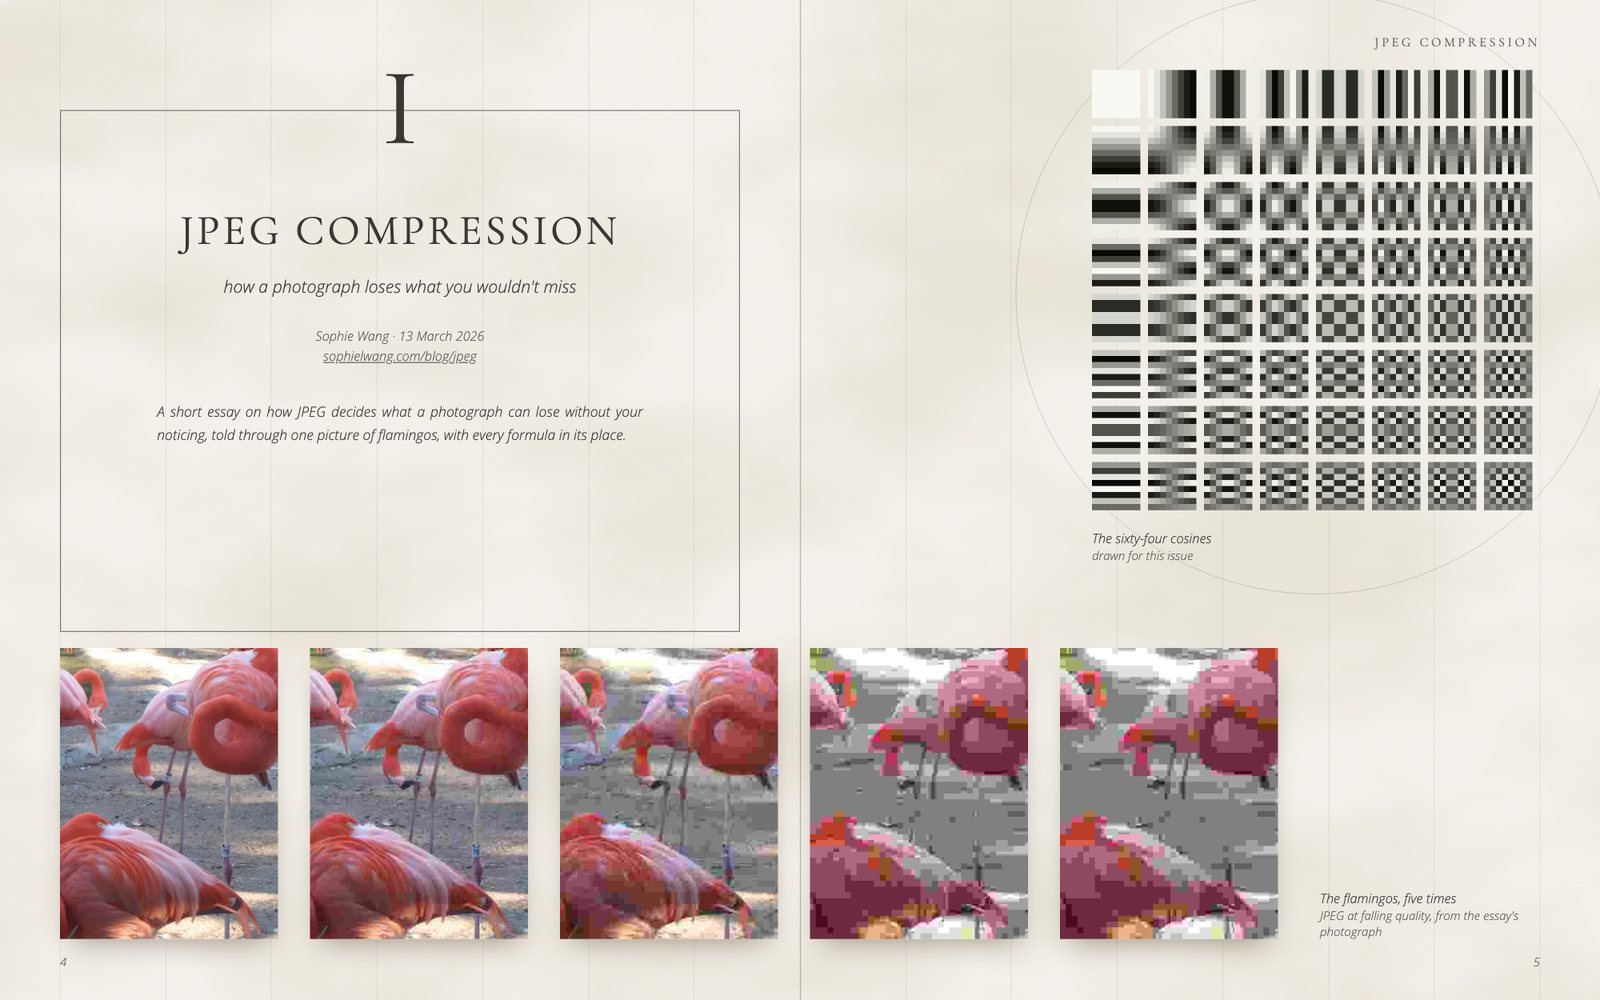 I
JPEG COMPRESSION
how a photograph loses what you wouldn't miss
Sophie Wang · 13 March 2026
sophielwang.com/blog/jpeg
A short essay on how JPEG decides what a photograph can lose without your
noticing, told through one picture of flamingos, with every formula in its place.
4
JPEG COMPRESSION
The sixty-four cosines
drawn for this issue
The flamingos, five times
JPEG at falling quality, from the essay's
photograph
5